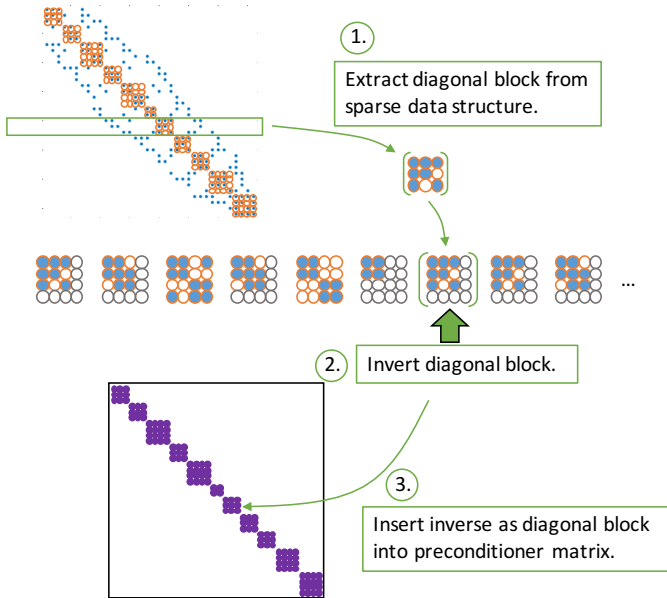 1.
Extract diagonal block from
sparse data structure.
...
2.
Invert diagonal block.
3.
Insert inverse as diagonal block
into preconditioner matrix.